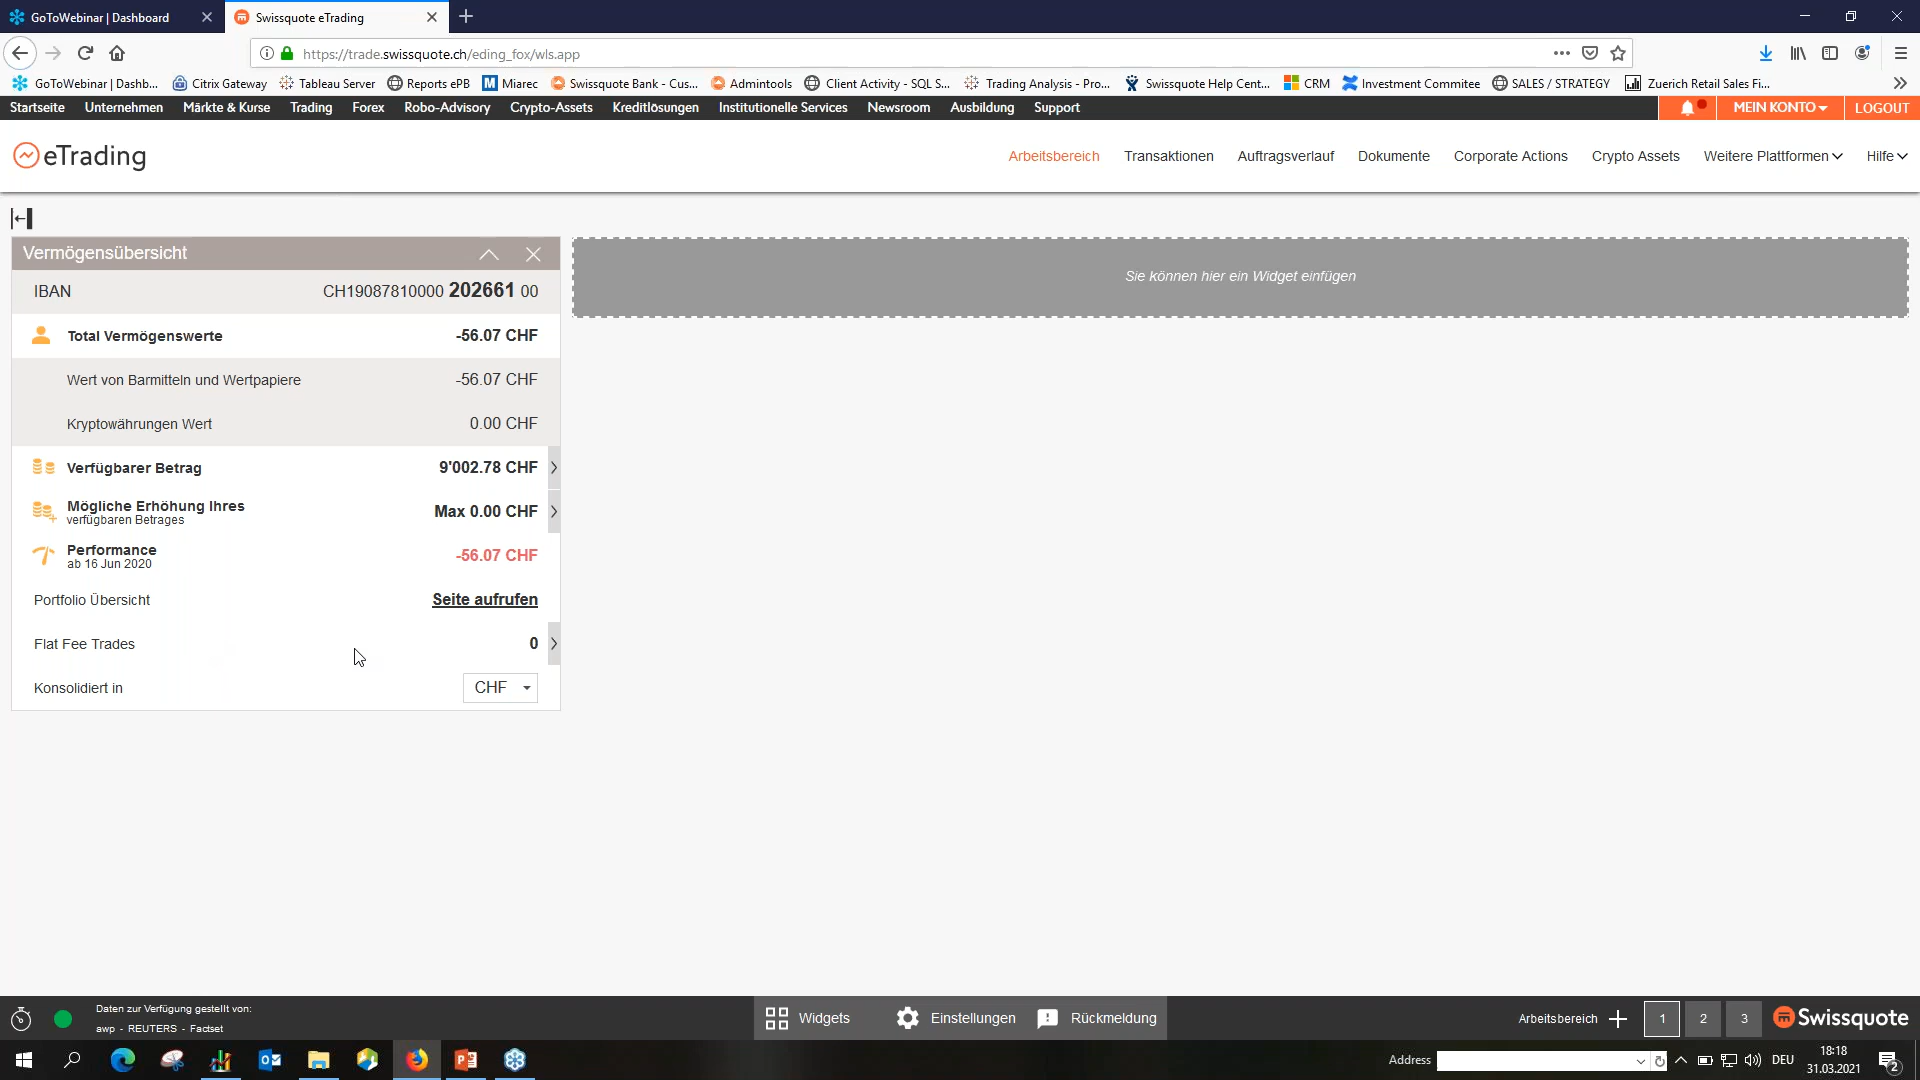 GoToWebinar | Dashboard
Swissquote eTrading
https://trade.swissquote.ch/eding_fox/wls.app
GoToWebinar | Dashb... Citrix Gateway Tableau Server Reports ePB Miarec Swissquote Bank - Cus... Admintools Client Activity - SQL S... Trading Analysis - Pro... Swissquote Help Cent... CRM Investment Commitee SALES / STRATEGY Zuerich Retail Sales Fi...
Startseite Unternehmen Märkte & Kurse Trading Forex Robo-Advisory Crypto-Assets Kreditlösungen Institutionelle Services Newsroom Ausbildung Support MEIN KONTO LOGOUT
eTrading
Arbeitsbereich Transaktionen Auftragsverlauf Dokumente Corporate Actions Crypto Assets Weitere Plattformen Hilfe
Vermögensübersicht
IBAN CH19087810000 202661 00
Total Vermögenswerte -56.07 CHF
Wert von Barmitteln und Wertpapiere -56.07 CHF
Kryptowährungen Wert 0.00 CHF
Verfügbarer Betrag 9'002.78 CHF
Mögliche Erhöhung Ihres
verfügbaren Betrages
Max 0.00 CHF
Performance
ab 16 Jun 2020
-56.07 CHF
Portfolio Übersicht Seite aufrufen
Flat Fee Trades 0
Konsolidiert in CHF
Sie können hier ein Widget einfügen
Daten zur Verfügung gestellt von:
awp - REUTERS - Factset
Widgets Einstellungen Rückmeldung
Arbeitsbereich 1 2 3 Swissquote
Address
DEU
18:18
31.03.2021
2